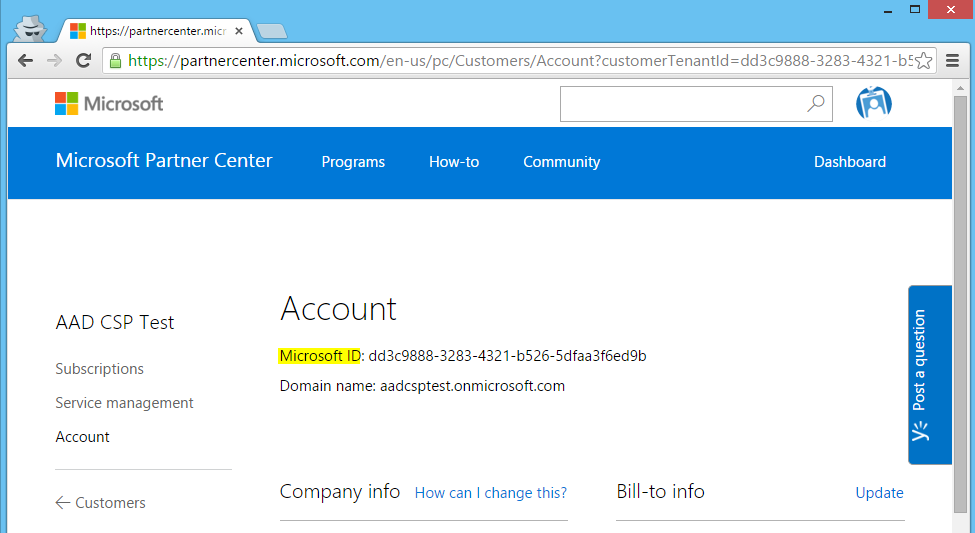 https://partnercenter.micr
https://partnercenter.microsoft.com/en-us/pc/Customers/Account?customerTenantId=dd3c9888-3283-4321-b5
Microsoft
Microsoft Partner Center Programs How-to Community Dashboard
AAD CSP Test
Subscriptions
Service management
Account
Customers
Account
Microsoft ID: dd3c9888-3283-4321-b526-5dfaa3f6ed9b
Domain name: aadcsptest.onmicrosoft.com
Company info How can I change this?
Bill-to info Update
Post a question